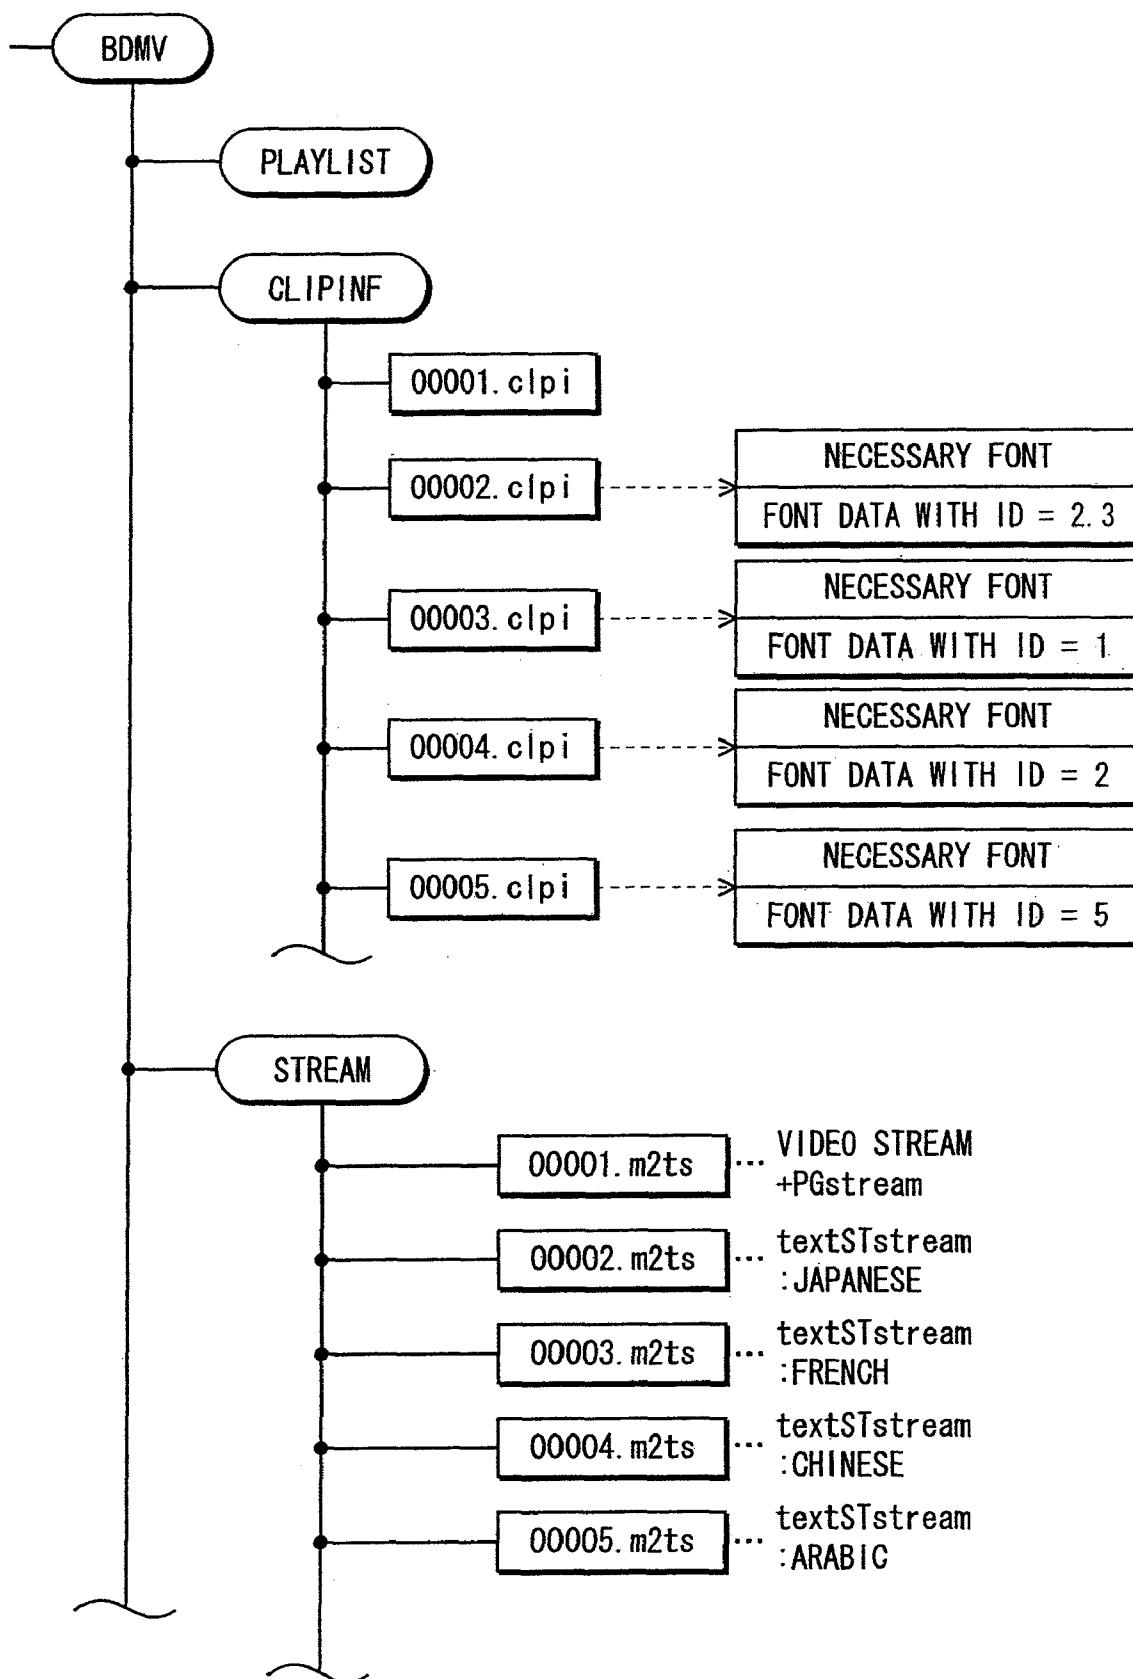 BDMV
PLAYLIST
CLIPINF
00001.clpi
00002.clpi
NECESSARY FONT
FONT DATA WITH ID = 2.3
00003.clpi
NECESSARY FONT
FONT DATA WITH ID = 1
00004.clpi
NECESSARY FONT
FONT DATA WITH ID = 2
00005.clpi
NECESSARY FONT
FONT DATA WITH ID = 5
STREAM
00001.m2ts ... VIDEO STREAM
+PGstream
00002.m2ts ... textSTstream
:JAPANESE
00003.m2ts ... textSTstream
:FRENCH
00004.m2ts ... textSTstream
:CHINESE
00005.m2ts ... textSTstream
:ARABIC